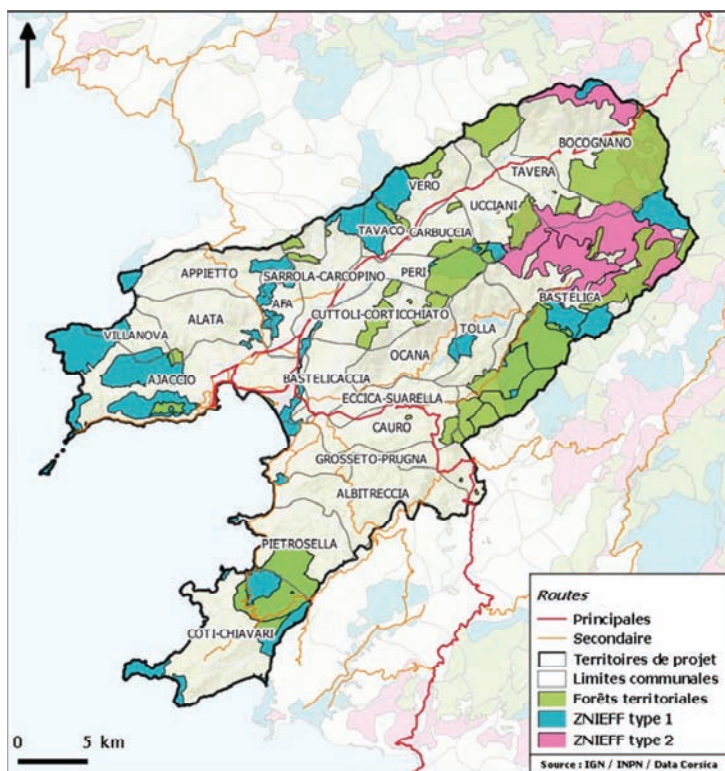 BOCOGNANO
TAVERA
VERO
UCCIANI
TAVACO
CARBUCCIA
APPIETTO
SARROLA-CARCOPINO
PERI
BASTELICA
AFA
CUTTOLI-CORTICCHIATO
ALATA
VILLANOVA
TOLLA
OCANA
AJACCIO
BASTELICACCIA
ECCICA-SUARELLA
CAURO
GROSSETO-PRUGNA
ALBITRECCIA
PIETROSELLA
COTI-CHIAVARI
Routes
Principales
Secondaire
Territoires de projet
Limites communales
Forêts territoriales
ZNIEFF type 1
ZNIEFF type 2
0 5 km
Source : IGN / INPN / Data Corsica